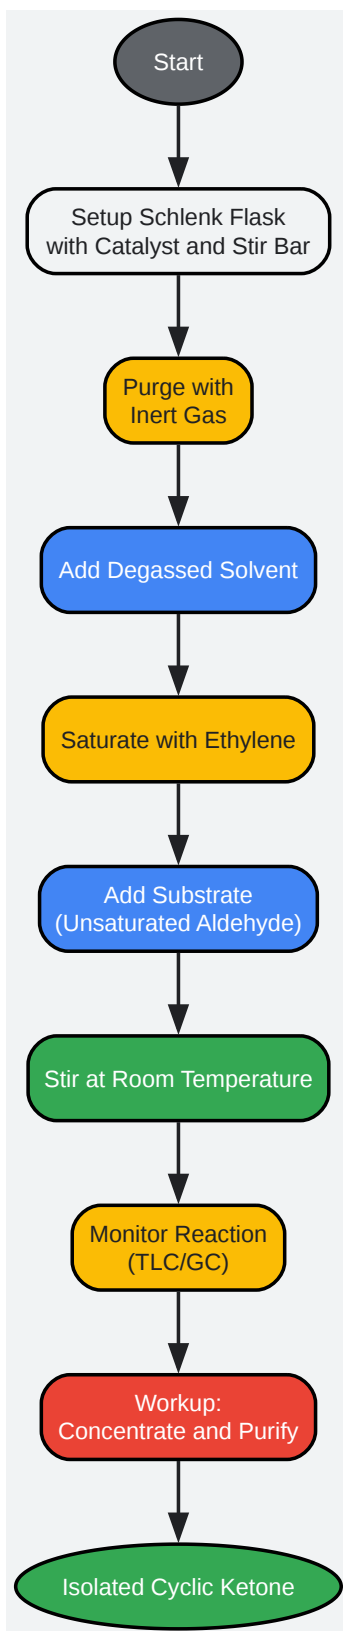 Start
Setup Schlenk Flask
with Catalyst and Stir Bar
Purge with
Inert Gas
Add Degassed Solvent
Saturate with Ethylene
Add Substrate
(Unsaturated Aldehyde)
Stir at Room Temperature
Monitor Reaction
(TLC/GC)
Workup:
Concentrate and Purify
Isolated Cyclic Ketone